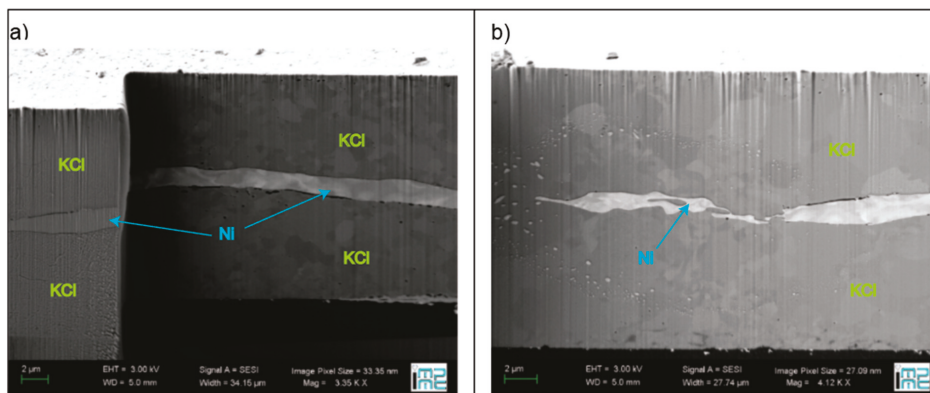 a)
KCl
KCl
Ni
KCl
KCl
2 µm
EHT = 3.00 kV
WD = 5.0 mm
Signal A = SESI
Width = 34.15 µm
Image Pixel Size = 33.35 nm
Mag = 3.35 K X
b)
KCl
Ni
KCl
2 µm
EHT = 3.00 kV
WD = 5.0 mm
Signal A = SESI
Width = 27.74 µm
Image Pixel Size = 27.09 nm
Mag = 4.12 K X